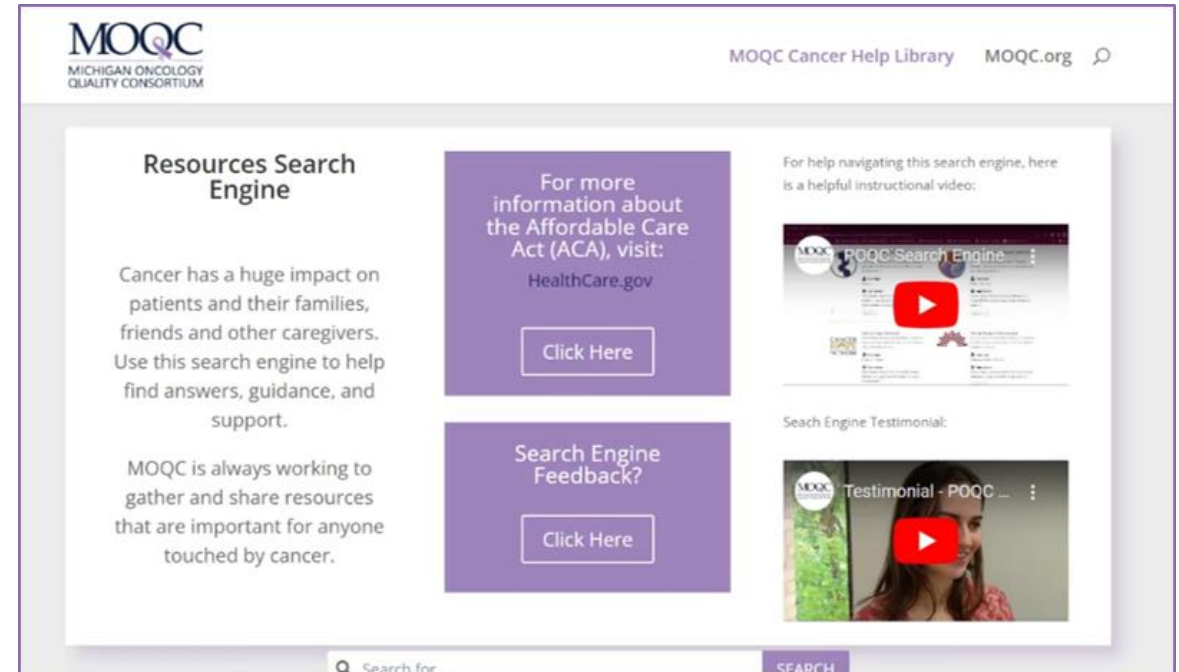 MOQC
MICHIGAN ONCOLOGY
QUALITY CONSORTIUM
MOQC Cancer Help Library
MOQC.org
Resources Search
Engine
Cancer has a huge impact on
patients and their families,
friends and other caregivers.
Use this search engine to help
find answers, guidance, and
support.
MOQC is always working to
gather and share resources
that are important for anyone
touched by cancer.
For more
information about
the Affordable Care
Act (ACA), visit:
HealthCare.gov
Click Here
Search Engine
Feedback?
Click Here
For help navigating this search engine, here
is a helpful instructional video:
MOQC
POQC Search Engine
Seach Engine Testimonial:
MOQC
Testimonial - POQC ...
Search for
SEARCH